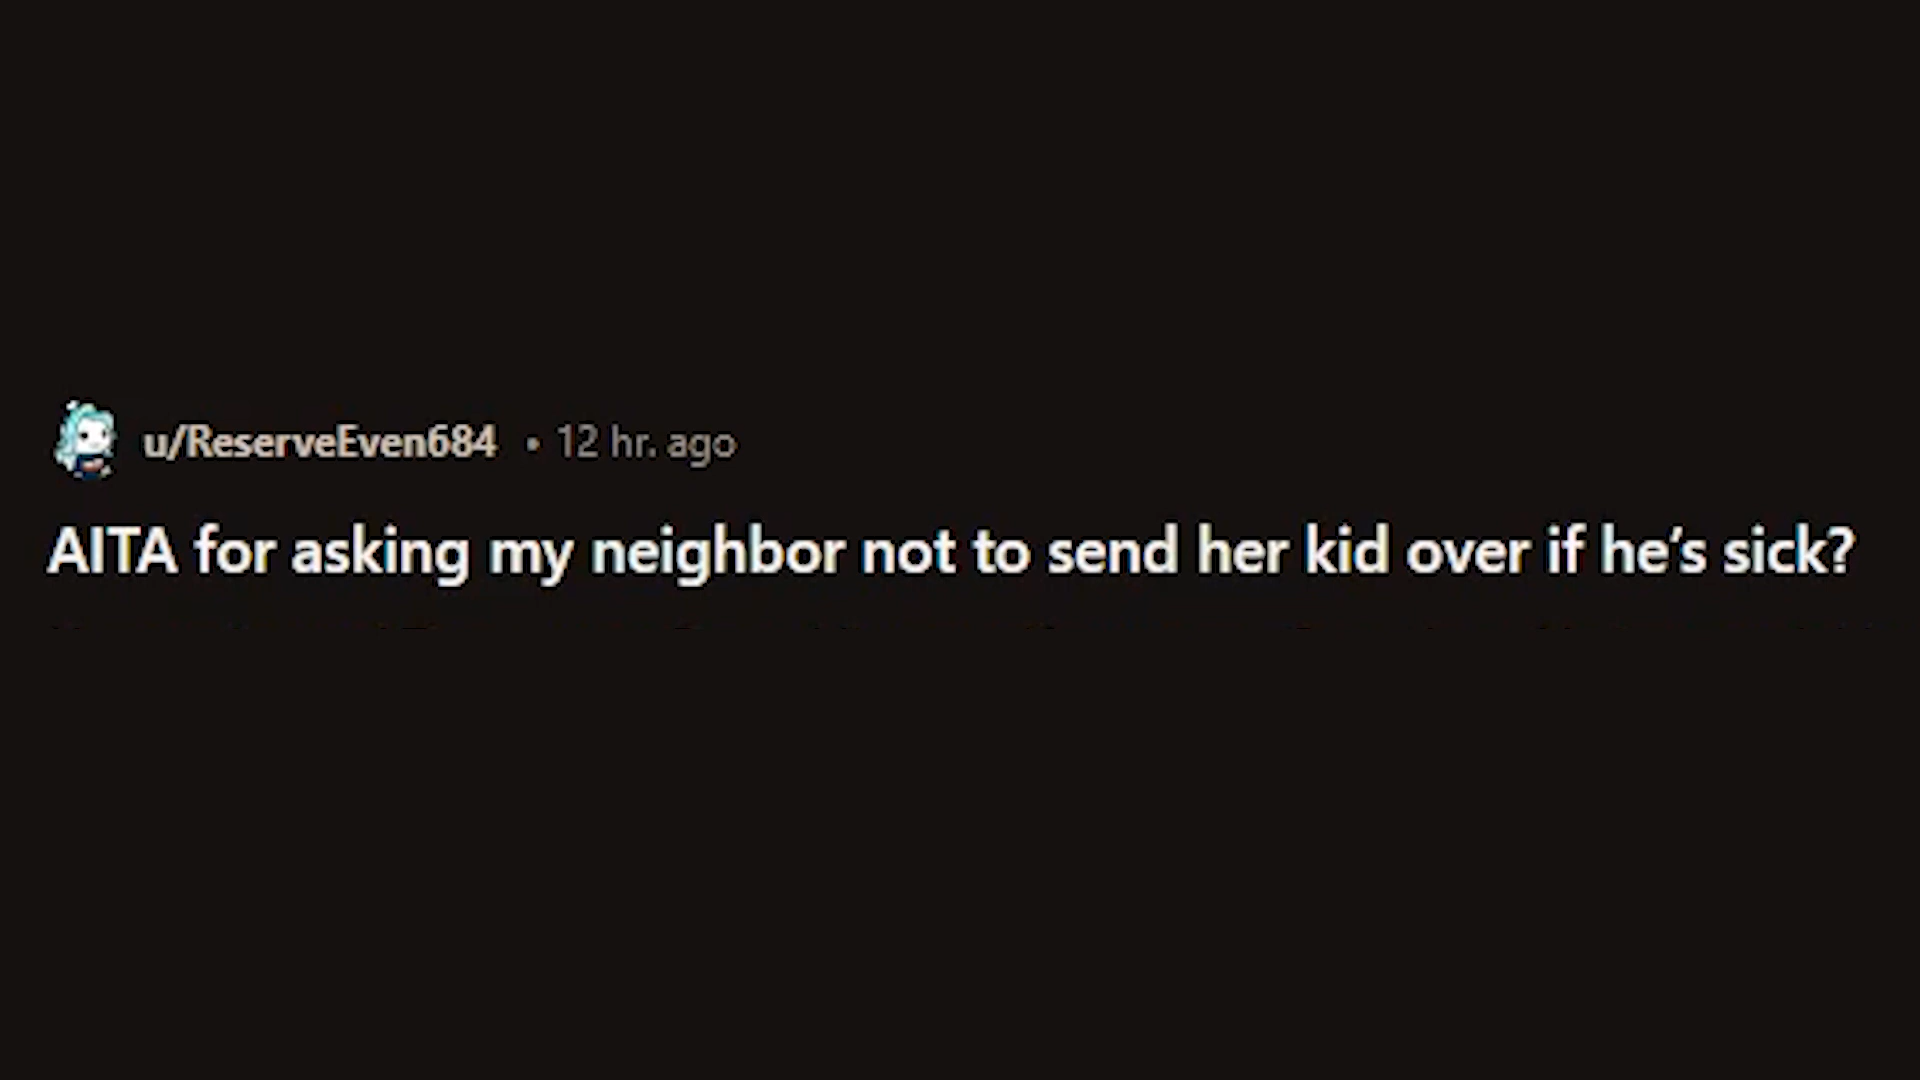 u/ReserveEven684 • 12 hr. ago
AITA for asking my neighbor not to send her kid over if he’s sick?